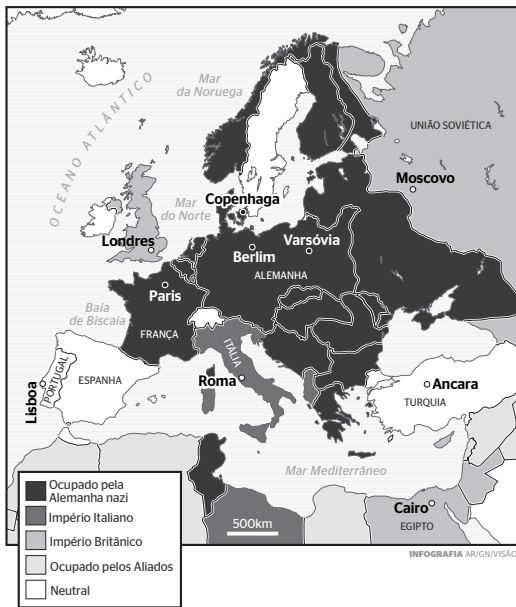 OCEANO ATLÂNTICO
Mar
da Noruega
UNIÃO SOVIÉTICA
Moscovo
Copenhaga
Mar
do Norte
Londres
Berlim
Varsóvia
ALEMANHA
Paris
Baía
de Biscaia
FRANÇA
ITÁLIA
Lisboa
PORTUGAL
ESPANHA
Roma
Ancara
TURQUIA
Mar Mediterrâneo
Cairo
EGIPTO
500km
Ocupado pela
Alemanha nazi
Império Italiano
Império Britânico
Ocupado pelos Aliados
Neutral
INFOGRAFIA AR/GN/VISÃO